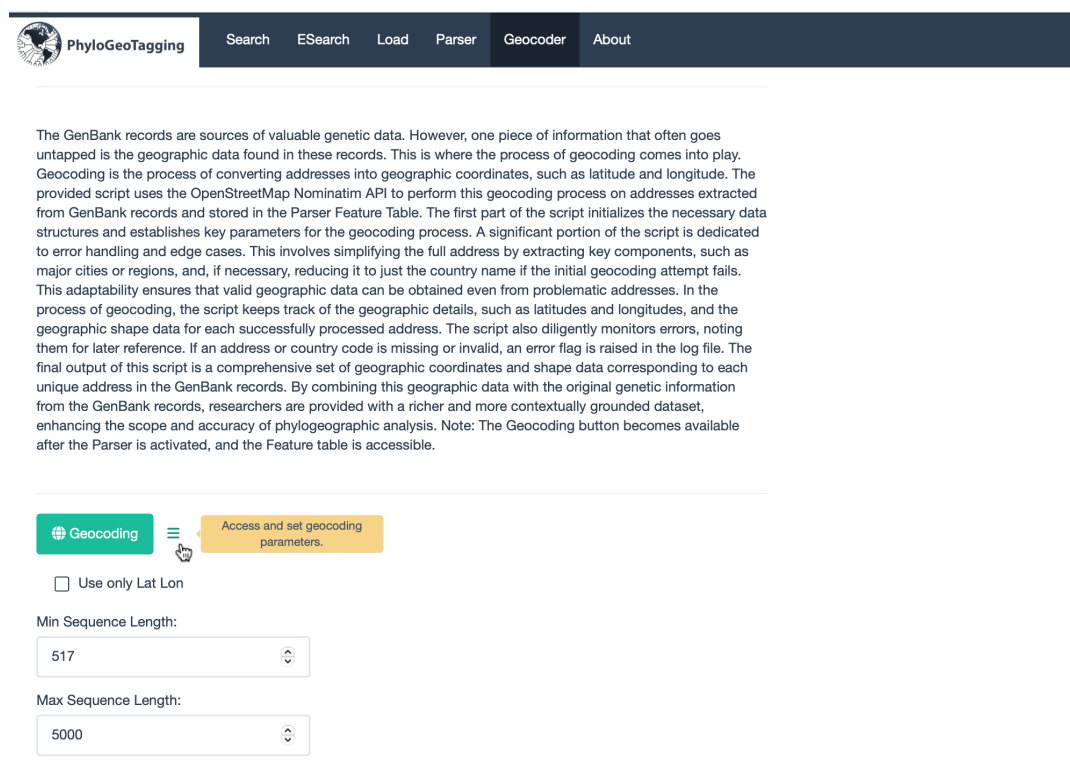 PhyloGeoTagging
Search ESearch Load Parser Geocoder About
The GenBank records are sources of valuable genetic data. However, one piece of information that often goes
untapped is the geographic data found in these records. This is where the process of geocoding comes into play.
Geocoding is the process of converting addresses into geographic coordinates, such as latitude and longitude. The
provided script uses the OpenStreetMap Nominatim API to perform this geocoding process on addresses extracted
from GenBank records and stored in the Parser Feature Table. The first part of the script initializes the necessary data
structures and establishes key parameters for the geocoding process. A significant portion of the script is dedicated
to error handling and edge cases. This involves simplifying the full address by extracting key components, such as
major cities or regions, and, if necessary, reducing it to just the country name if the initial geocoding attempt fails.
This adaptability ensures that valid geographic data can be obtained even from problematic addresses. In the
process of geocoding, the script keeps track of the geographic details, such as latitudes and longitudes, and the
geographic shape data for each successfully processed address. The script also diligently monitors errors, noting
them for later reference. If an address or country code is missing or invalid, an error flag is raised in the log file. The
final output of this script is a comprehensive set of geographic coordinates and shape data corresponding to each
unique address in the GenBank records. By combining this geographic data with the original genetic information
from the GenBank records, researchers are provided with a richer and more contextually grounded dataset,
enhancing the scope and accuracy of phylogeographic analysis. Note: The Geocoding button becomes available
after the Parser is activated, and the Feature table is accessible.
Geocoding
Access and set geocoding
parameters.
Use only Lat Lon
Min Sequence Length:
517
Max Sequence Length:
5000